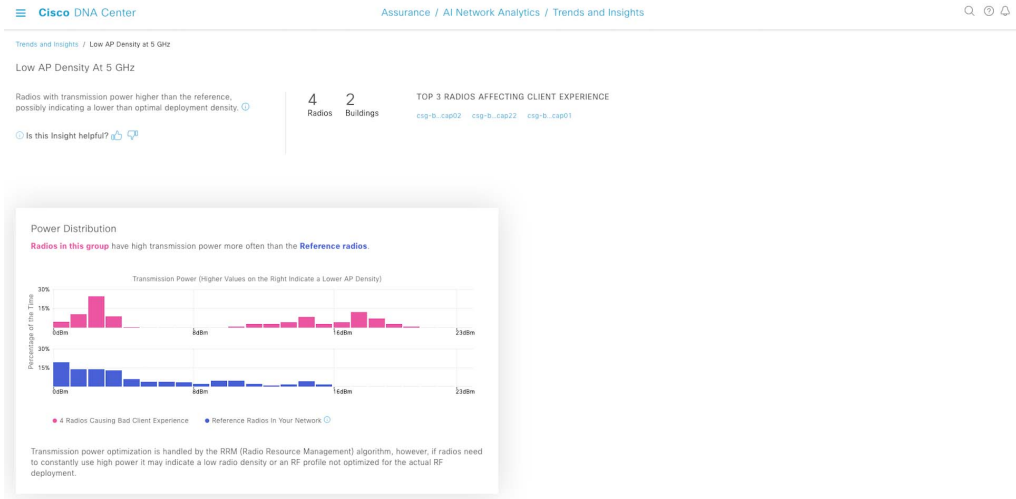 Cisco DNA Center
Assurance / AI Network Analytics / Trends and Insights
Trends and Insights / Low AP Density at 5 GHz
Low AP Density At 5 GHz
Radios with transmission power higher than the reference,
possibly indicating a lower than optimal deployment density.
Is this Insight helpful?
4 2
Radios Buildings
TOP 3 RADIOS AFFECTING CLIENT EXPERIENCE
csg-b...cap02 csg-b...cap22 csg-b...cap01
Power Distribution
Radios in this group have high transmission power more often than the Reference radios.
Transmission Power (Higher Values on the Right Indicate a Lower AP Density)
Percentage of the Time
30%
15%
0dBm 8dBm 16dBm 23dBm
30%
15%
0dBm 8dBm 16dBm 23dBm
4 Radios Causing Bad Client Experience Reference Radios In Your Network
Transmission power optimization is handled by the RRM (Radio Resource Management) algorithm, however, if radios need
to constantly use high power it may indicate a low radio density or an RF profile not optimized for the actual RF
deployment.